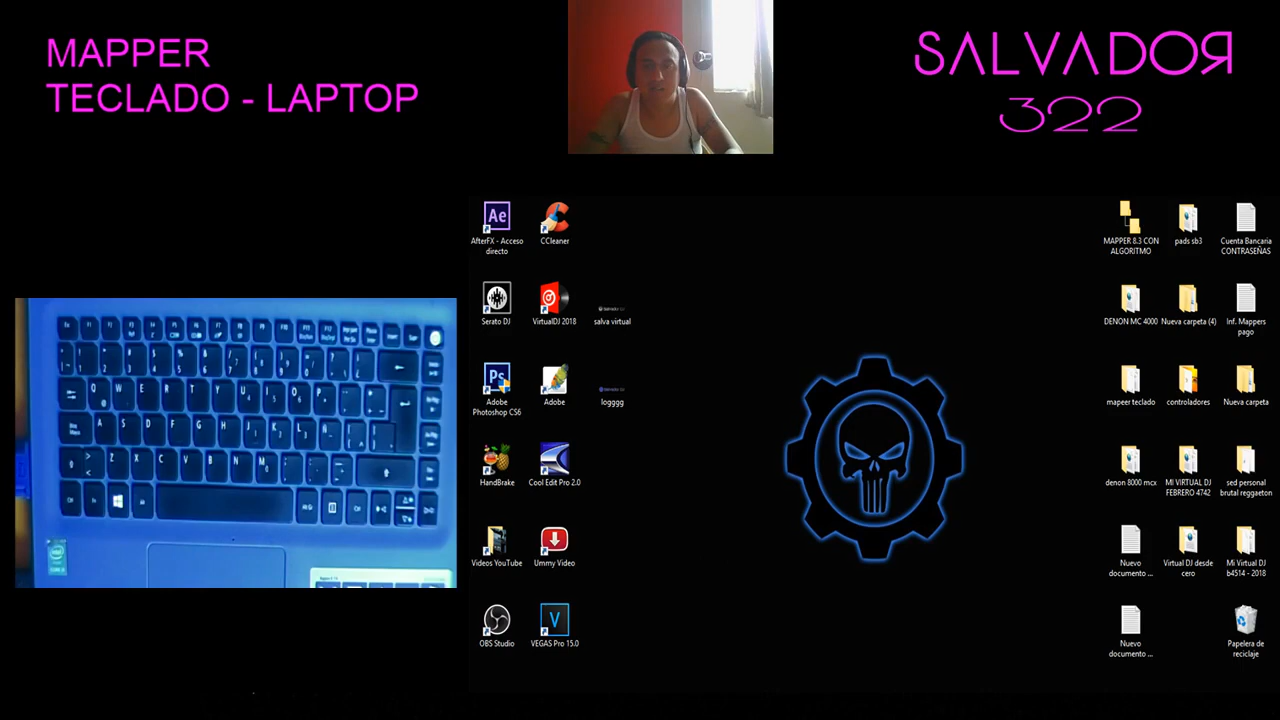 MAPPER
TECLADO - LAPTOP
SALVADOR
322
AfterFX - Acceso
directo
CCleaner
MAPPER 8.3 CON
ALGORITMO
pads sb3
Cuenta Bancaria
CONTRASEÑAS
Serato DJ
VirtualDJ 2018
salva virtual
DENON MC 4000
Nueva carpeta (4)
Inf. Mappers
pago
Adobe
Photoshop CS6
Adobe
logggg
mapeer teclado
controladores
Nueva carpeta
HandBrake
Cool Edit Pro 2.0
denon 8000 mcx
MI VIRTUAL DJ
FEBRERO 4742
sed personal
brutal reggaeton
Videos YouTube
Ummy Video
Nuevo
documento ...
Virtual DJ desde
cero
Mi Virtual DJ
b4514 - 2018
OBS Studio
VEGAS Pro 15.0
Nuevo
documento ...
Papelera de
reciclaje
Ae
Ps
V
Q W E R T Y U I O P
A S D F G H J K L Ñ
Z X C V B N M